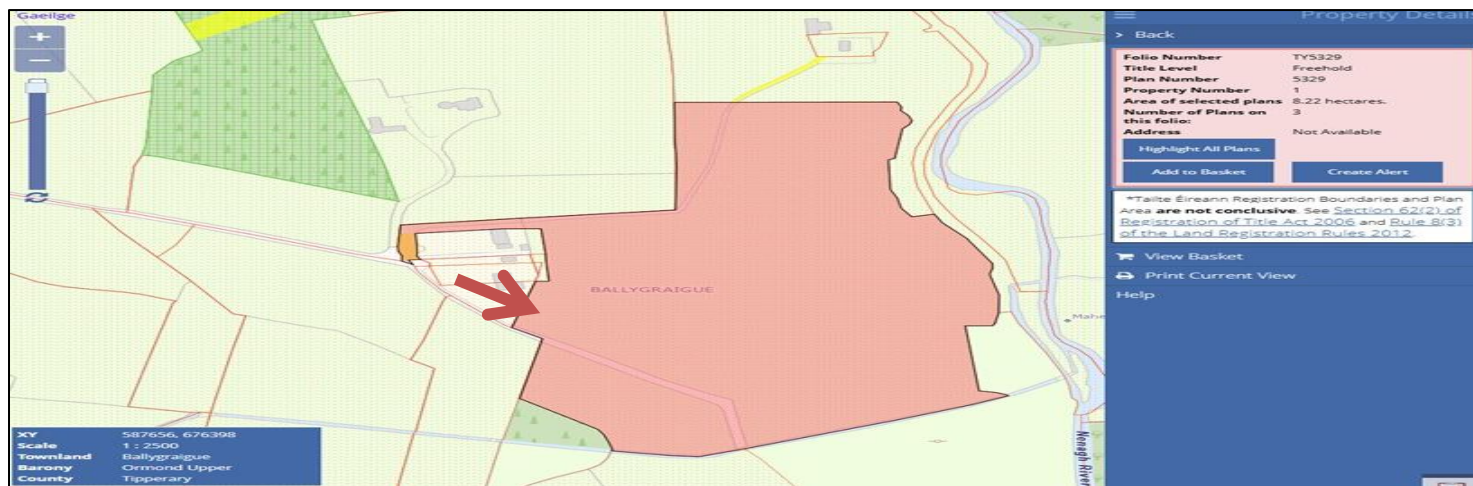 Gaeilge
+
−
BALLYGRAIGUE
Nenagh River
XY 587656, 676398
Scale 1 : 2500
Townland Ballygraigue
Barony Ormond Upper
County Tipperary
Property Details
> Back
Folio Number TY5329
Title Level Freehold
Plan Number 5329
Property Number 1
Area of selected plans 8.22 hectares.
Number of Plans on 3
this folio:
Address Not Available
Highlight All Plans
Add to Basket Create Alert
*Tailte Éireann Registration Boundaries and Plan
Area are not conclusive. See Section 62(2) of
Registration of Title Act 2006 and Rule 8(3)
of the Land Registration Rules 2012.
View Basket
Print Current View
Help